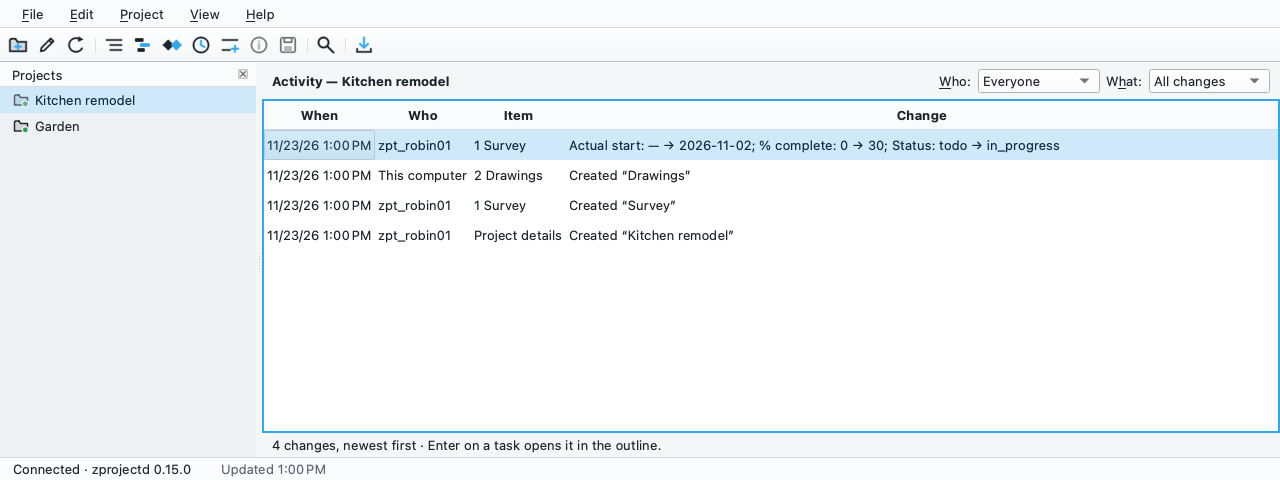 File Edit Project View Help
Projects
Kitchen remodel
Garden
Activity — Kitchen remodel Who: Everyone What: All changes
When Who Item Change
11/23/26 1:00 PM zpt_robin01 1 Survey Actual start: — → 2026-11-02; % complete: 0 → 30; Status: todo → in_progress
11/23/26 1:00 PM This computer 2 Drawings Created “Drawings”
11/23/26 1:00 PM zpt_robin01 1 Survey Created “Survey”
11/23/26 1:00 PM zpt_robin01 Project details Created “Kitchen remodel”
4 changes, newest first · Enter on a task opens it in the outline.
Connected · zprojectd 0.15.0 Updated 1:00 PM